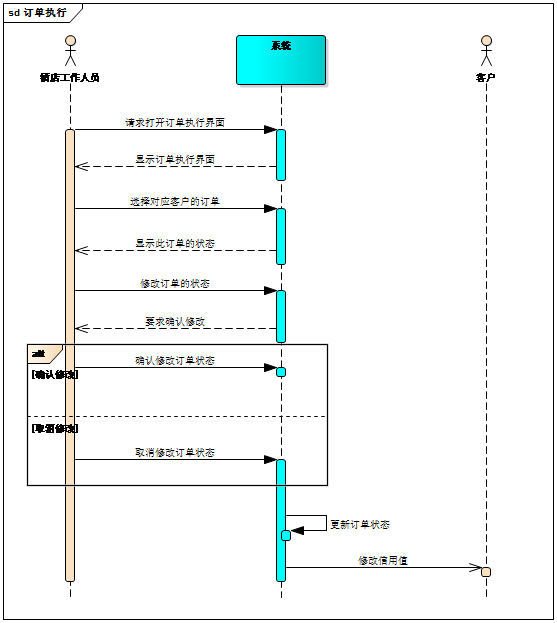 sd 订单执行
酒店工作人员
系统
客户
请求打开订单执行界面
显示订单执行界面
选择对应客户的订单
显示此订单的状态
修改订单的状态
要求确认修改
alt
确认修改订单状态
[确认修改]
[取消修改]
取消修改订单状态
更新订单状态
修改信用值